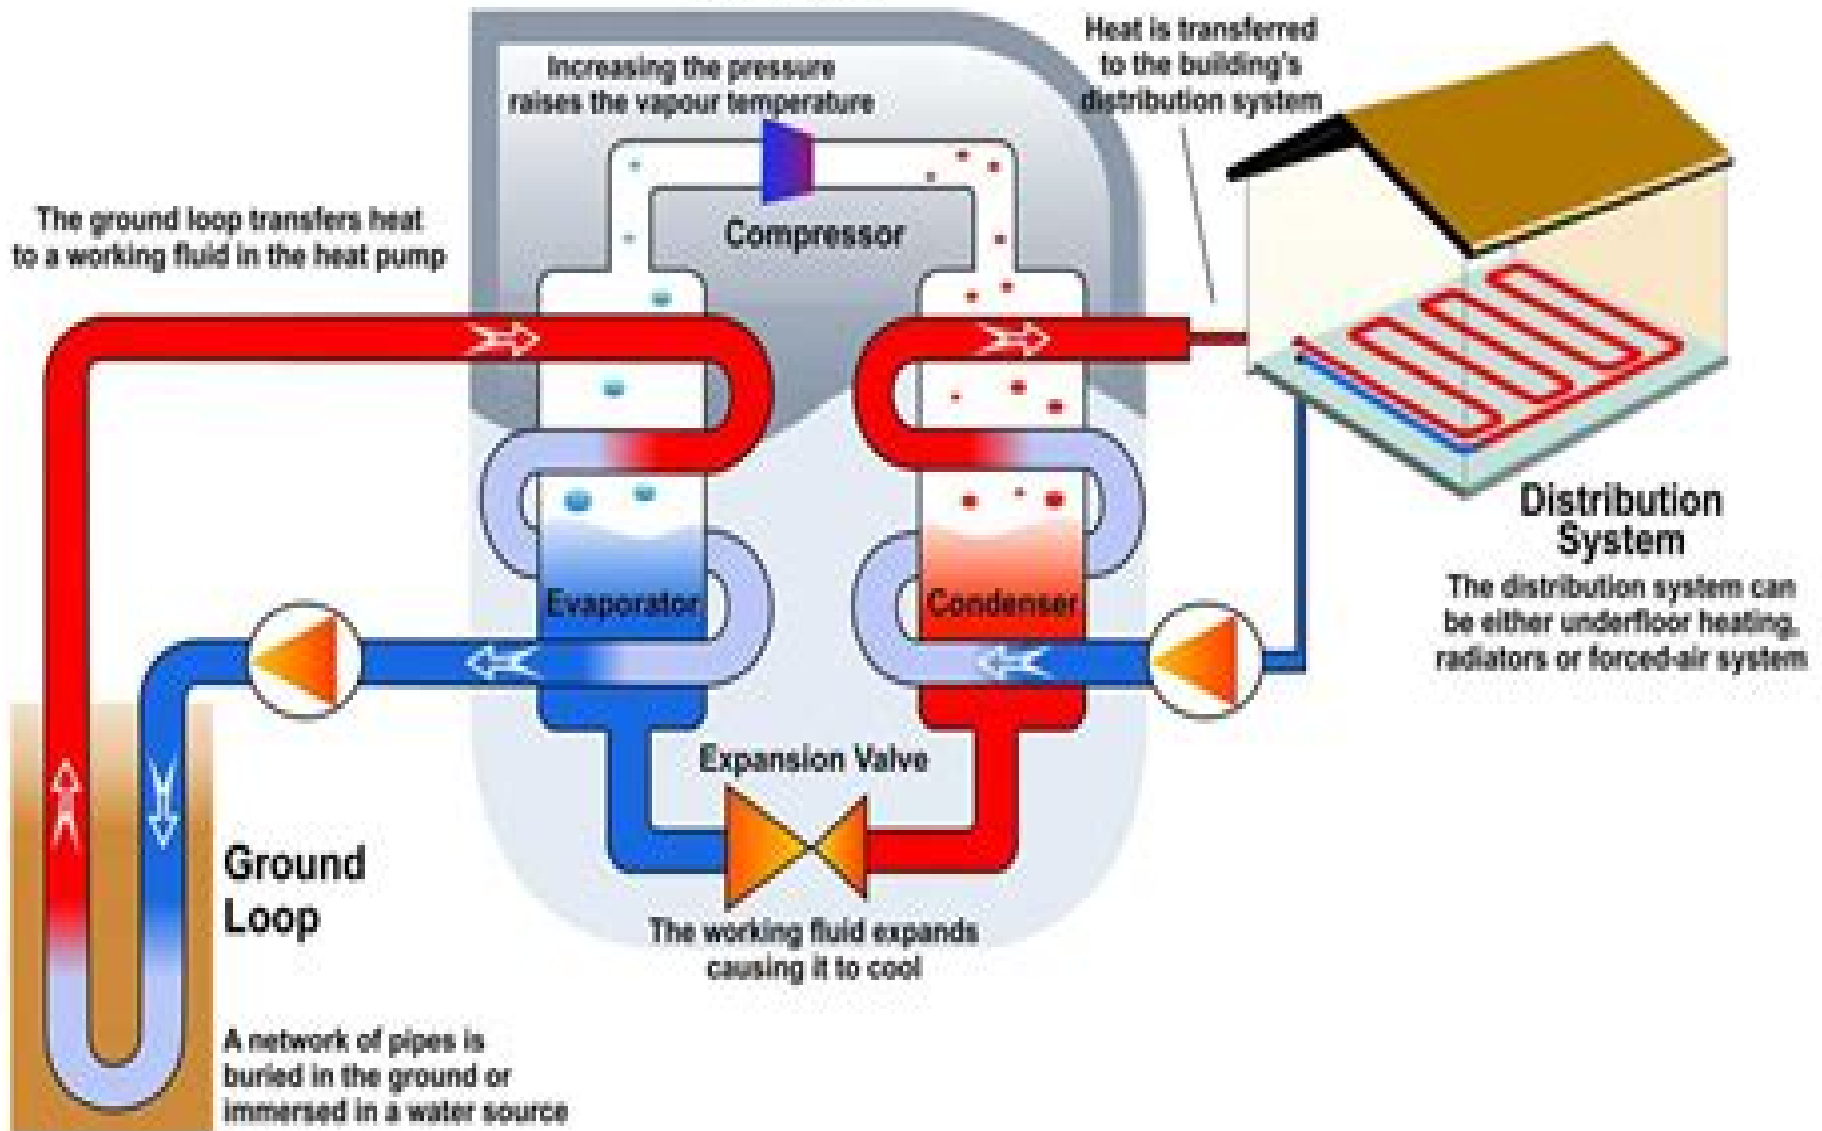 Increasing the pressure
raises the vapour temperature
Heat is transferred
to the building's
distribution system
The ground loop transfers heat
to a working fluid in the heat pump
Compressor
Evaporator
Condenser
Distribution
System
The distribution system can
be either underfloor heating,
radiators or forced-air system
Expansion Valve
The working fluid expands
causing it to cool
Ground
Loop
A network of pipes is
buried in the ground or
immersed in a water source